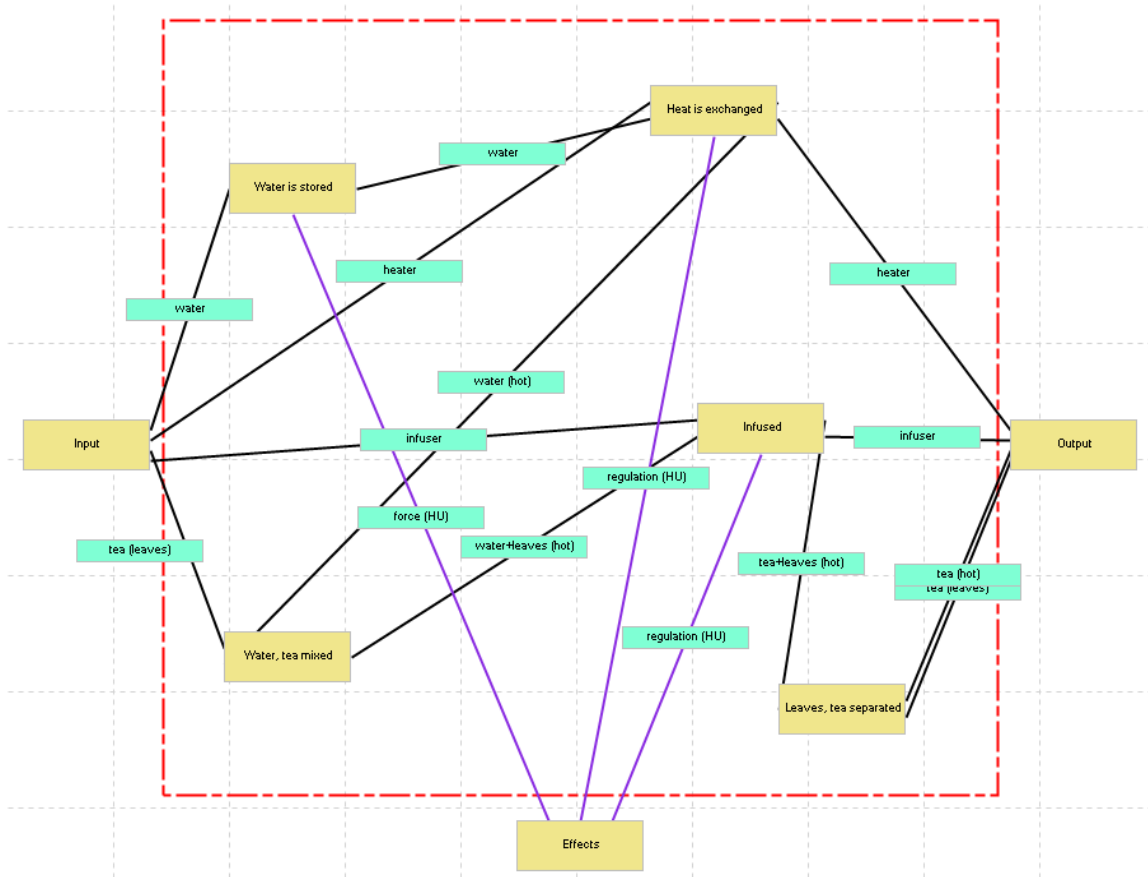 Heat is exchanged
water
Water is stored
heater
heater
water
water (hot)
Infused
infuser
infuser
Input
Output
regulation (HU)
force (HU)
water+leaves (hot)
tea (leaves)
tea+leaves (hot)
tea (hot)
tea (leaves)
regulation (HU)
Water, tea mixed
Leaves, tea separated
Effects